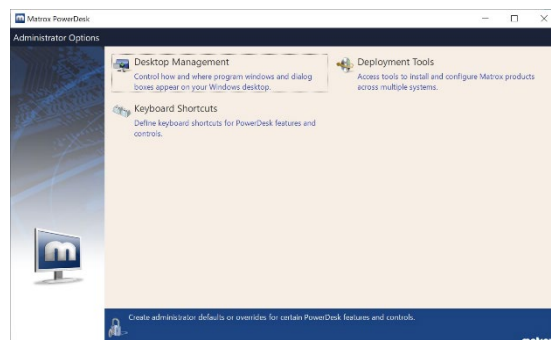 Matrox PowerDesk
Administrator Options
Desktop Management
Control how and where program windows and dialog
boxes appear on your Windows desktop.
Deployment Tools
Access tools to install and configure Matrox products
across multiple systems.
Keyboard Shortcuts
Define keyboard shortcuts for PowerDesk features and
controls.
m
Create administrator defaults or overrides for certain PowerDesk features and controls.